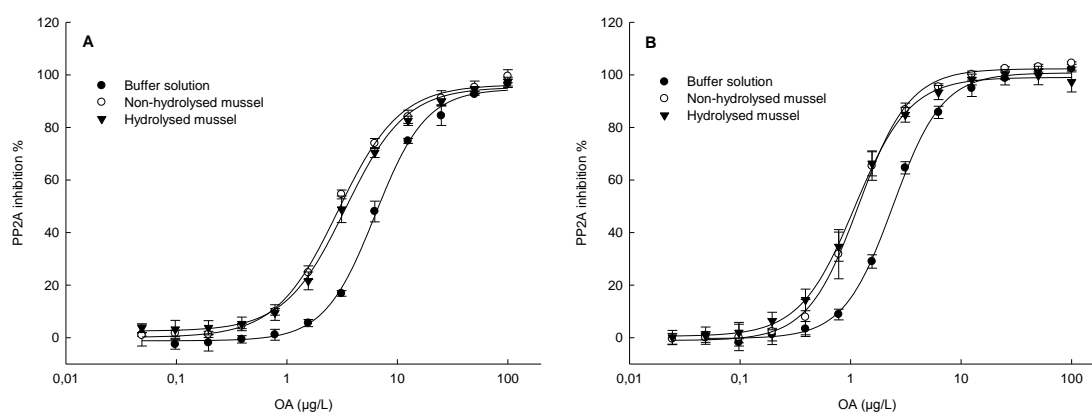 A
Buffer solution
Non-hydrolysed mussel
Hydrolysed mussel
PP2A inhibition %
120
100
80
60
40
20
0
0,01
0,1
1
10
100
OA (µg/L)
B
Buffer solution
Non-hydrolysed mussel
Hydrolysed mussel
PP2A inhibition %
120
100
80
60
40
20
0
0,01
0,1
1
10
100
OA (µg/L)